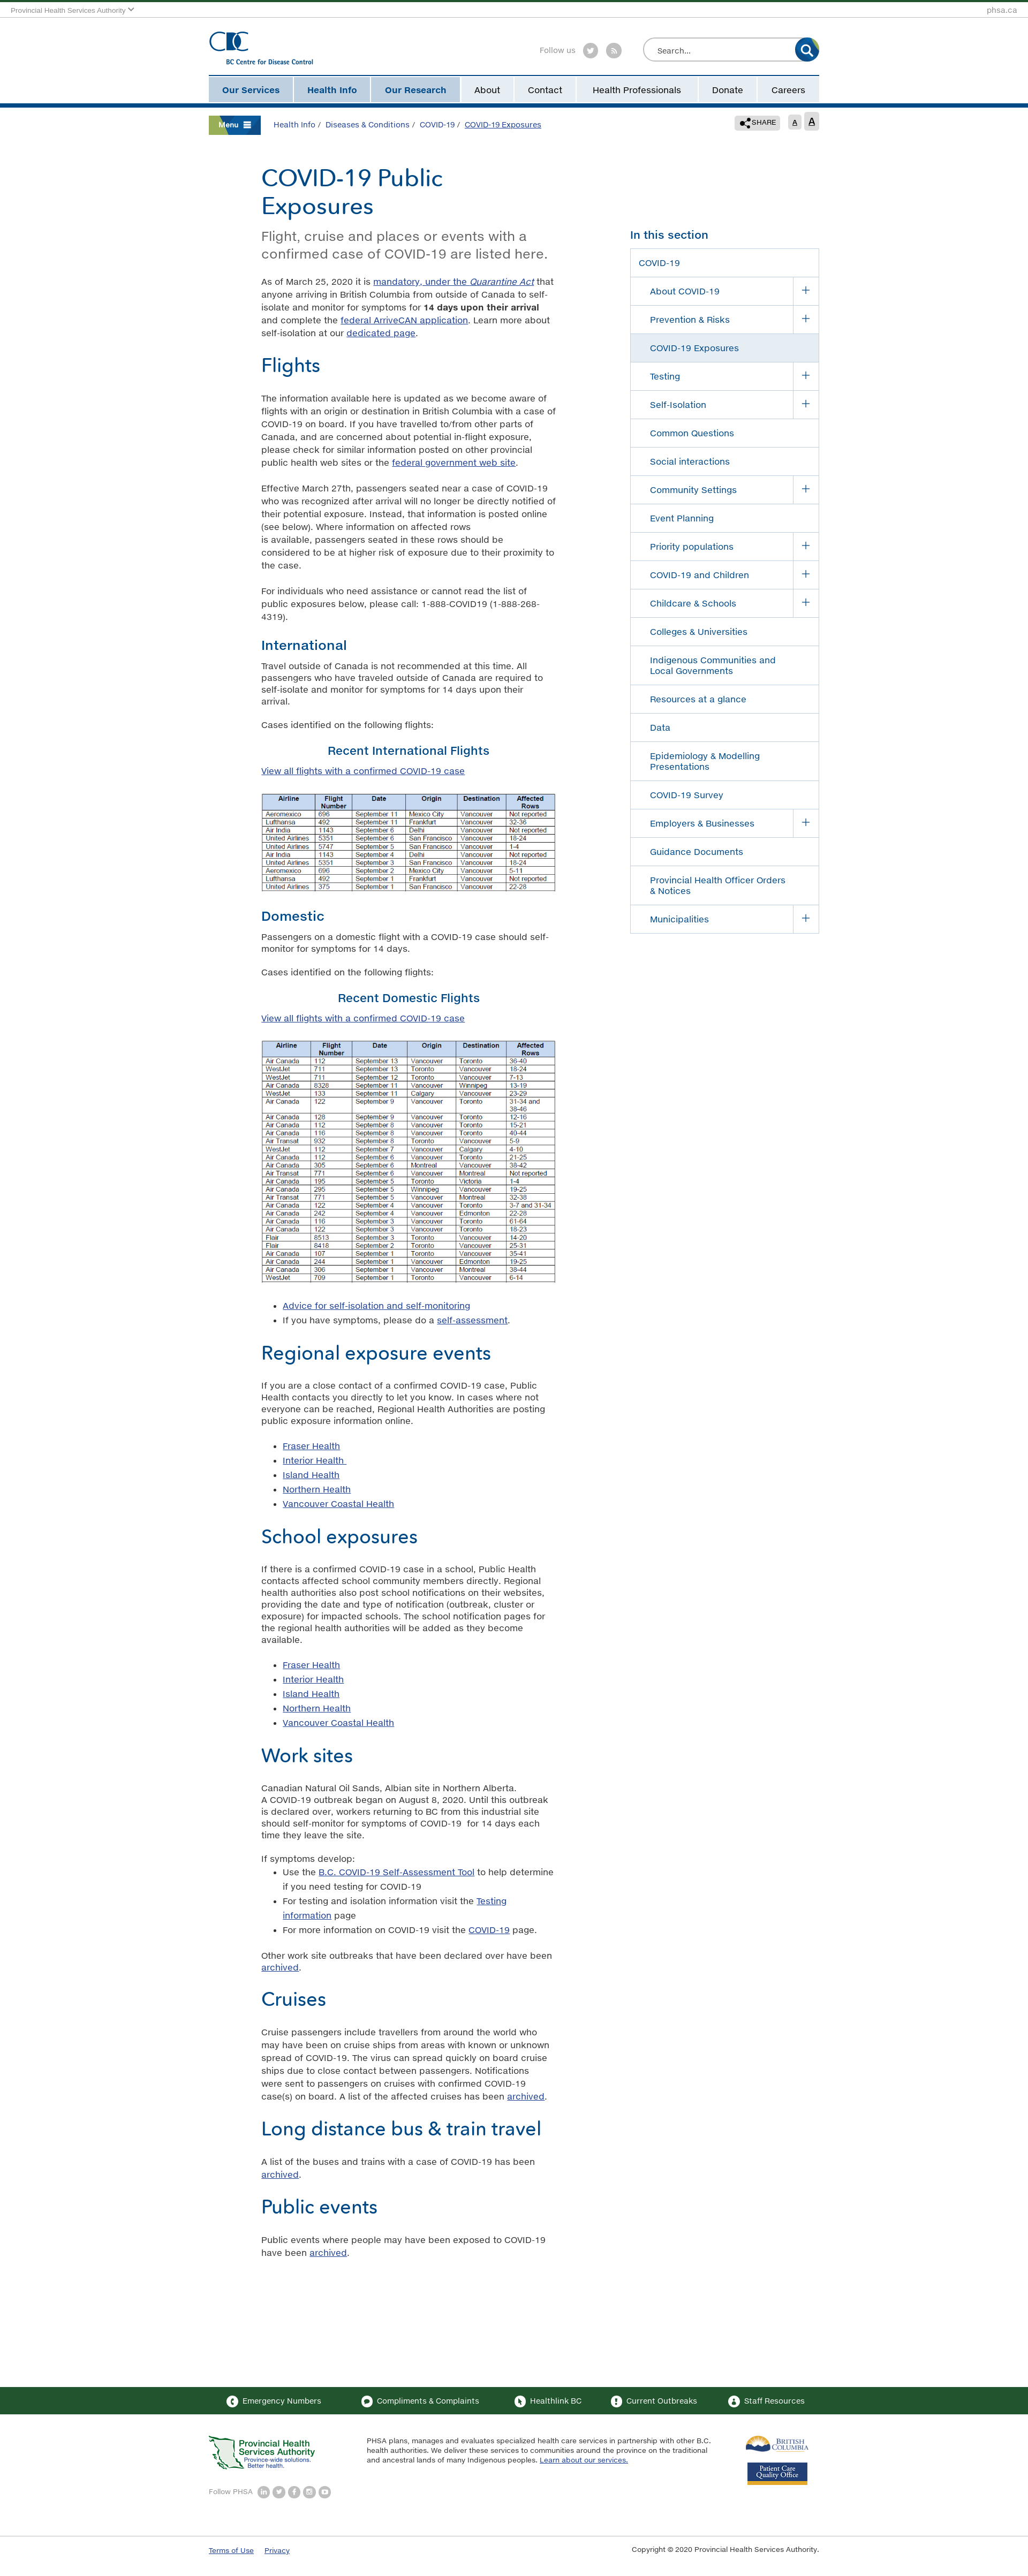 Provincial Health Services Authority
phsa.ca
CDC
BC Centre for Disease Control
Follow us
Search...
Our Services Health Info Our Research About Contact Health Professionals Donate Careers
Menu
Health Info / Diseases & Conditions / COVID-19 / COVID-19 Exposures
SHARE A A
COVID-19 Public
Exposures
Flight, cruise and places or events with a
confirmed case of COVID-19 are listed here.
As of March 25, 2020 it is mandatory, under the Quarantine Act that
anyone arriving in British Columbia from outside of Canada to self-
isolate and monitor for symptoms for 14 days upon their arrival
and complete the federal ArriveCAN application. Learn more about
self-isolation at our dedicated page.
Flights
The information available here is updated as we become aware of
flights with an origin or destination in British Columbia with a case of
COVID-19 on board. If you have travelled to/from other parts of
Canada, and are concerned about potential in-flight exposure,
please check for similar information posted on other provincial
public health web sites or the federal government web site.
Effective March 27th, passengers seated near a case of COVID-19
who was recognized after arrival will no longer be directly notified of
their potential exposure. Instead, that information is posted online
(see below). Where information on affected rows
is available, passengers seated in these rows should be
considered to be at higher risk of exposure due to their proximity to
the case.
For individuals who need assistance or cannot read the list of
public exposures below, please call: 1-888-COVID19 (1-888-268-
4319).
International
Travel outside of Canada is not recommended at this time. All
passengers who have traveled outside of Canada are required to
self-isolate and monitor for symptoms for 14 days upon their
arrival.
Cases identified on the following flights:
Recent International Flights
View all flights with a confirmed COVID-19 case
Airline Flight Number Date Origin Destination Affected Rows
Aeromexico 696 September 11 Mexico City Vancouver Not reported
Lufthansa 492 September 11 Frankfurt Vancouver 32-36
Air India 1143 September 6 Delhi Vancouver Not reported
United Airlines 5351 September 6 San Francisco Vancouver 18-24
United Airlines 5747 September 5 San Francisco Vancouver 1-4
Air India 1143 September 4 Delhi Vancouver Not reported
United Airlines 5351 September 3 San Francisco Vancouver 18-24
Aeromexico 696 September 2 Mexico City Vancouver 5-11
Lufthansa 492 September 1 Frankfurt Vancouver Not reported
United Airlines 375 September 1 San Francisco Vancouver 22-28
Domestic
Passengers on a domestic flight with a COVID-19 case should self-
monitor for symptoms for 14 days.
Cases identified on the following flights:
Recent Domestic Flights
View all flights with a confirmed COVID-19 case
Airline Flight Number Date Origin Destination Affected Rows
Air Canada 112 September 13 Vancouver Toronto 36-40
WestJet 711 September 13 Toronto Vancouver 18-24
WestJet 711 September 12 Toronto Vancouver 7-13
Air Canada 8328 September 11 Vancouver Winnipeg 13-19
WestJet 133 September 11 Calgary Vancouver 23-29
Air Canada 122 September 9 Vancouver Toronto 31-34 and
38-46
Air Canada 128 September 9 Vancouver Toronto 12-16
Air Canada 112 September 8 Vancouver Toronto 15-21
Air Canada 116 September 8 Vancouver Toronto 40-44
Air Transat 932 September 8 Toronto Vancouver 5-9
WestJet 112 September 7 Vancouver Calgary 4-10
Air Canada 112 September 6 Vancouver Toronto 21-25
Air Canada 305 September 6 Montreal Vancouver 38-42
Air Transat 771 September 6 Vancouver Montreal Not reported
Air Canada 195 September 5 Toronto Victoria 1-4
Air Canada 295 September 5 Winnipeg Vancouver 19-25
Air Transat 771 September 5 Vancouver Montreal 32-38
Air Canada 122 September 4 Vancouver Toronto 3-7 and 31-34
Air Canada 242 September 4 Vancouver Edmonton 22-28
Air Canada 116 September 3 Vancouver Toronto 61-64
Air Canada 122 September 3 Vancouver Toronto 18-23
Flair 8513 September 3 Toronto Vancouver 14-20
Flair 8418 September 2 Toronto Vancouver 25-31
Air Canada 107 September 1 Toronto Vancouver 35-41
Air Canada 244 September 1 Vancouver Edmonton 19-25
Air Canada 306 September 1 Vancouver Montreal 38-44
WestJet 709 September 1 Toronto Vancouver 6-14
Advice for self-isolation and self-monitoring
If you have symptoms, please do a self-assessment.
Regional exposure events
If you are a close contact of a confirmed COVID-19 case, Public
Health contacts you directly to let you know. In cases where not
everyone can be reached, Regional Health Authorities are posting
public exposure information online.
Fraser Health
Interior Health
Island Health
Northern Health
Vancouver Coastal Health
School exposures
If there is a confirmed COVID-19 case in a school, Public Health
contacts affected school community members directly. Regional
health authorities also post school notifications on their websites,
providing the date and type of notification (outbreak, cluster or
exposure) for impacted schools. The school notification pages for
the regional health authorities will be added as they become
available.
Fraser Health
Interior Health
Island Health
Northern Health
Vancouver Coastal Health
Work sites
Canadian Natural Oil Sands, Albian site in Northern Alberta.
A COVID-19 outbreak began on August 8, 2020. Until this outbreak
is declared over, workers returning to BC from this industrial site
should self-monitor for symptoms of COVID-19 for 14 days each
time they leave the site.
If symptoms develop:
Use the B.C. COVID-19 Self-Assessment Tool to help determine
if you need testing for COVID-19
For testing and isolation information visit the Testing
information page
For more information on COVID-19 visit the COVID-19 page.
Other work site outbreaks that have been declared over have been
archived.
Cruises
Cruise passengers include travellers from around the world who
may have been on cruise ships from areas with known or unknown
spread of COVID-19. The virus can spread quickly on board cruise
ships due to close contact between passengers. Notifications
were sent to passengers on cruises with confirmed COVID-19
case(s) on board. A list of the affected cruises has been archived.
Long distance bus & train travel
A list of the buses and trains with a case of COVID-19 has been
archived.
Public events
Public events where people may have been exposed to COVID-19
have been archived.
In this section
COVID-19
About COVID-19
Prevention & Risks
COVID-19 Exposures
Testing
Self-Isolation
Common Questions
Social interactions
Community Settings
Event Planning
Priority populations
COVID-19 and Children
Childcare & Schools
Colleges & Universities
Indigenous Communities and
Local Governments
Resources at a glance
Data
Epidemiology & Modelling
Presentations
COVID-19 Survey
Employers & Businesses
Guidance Documents
Provincial Health Officer Orders
& Notices
Municipalities
Emergency Numbers Compliments & Complaints Healthlink BC Current Outbreaks Staff Resources
Provincial Health
Services Authority
Province-wide solutions.
Better health.
PHSA plans, manages and evaluates specialized health care services in partnership with other B.C.
health authorities. We deliver these services to communities around the province on the traditional
and ancestral lands of many Indigenous peoples. Learn about our services.
BRITISH
COLUMBIA
Patient Care
Quality Office
Follow PHSA
Terms of Use Privacy
Copyright © 2020 Provincial Health Services Authority.